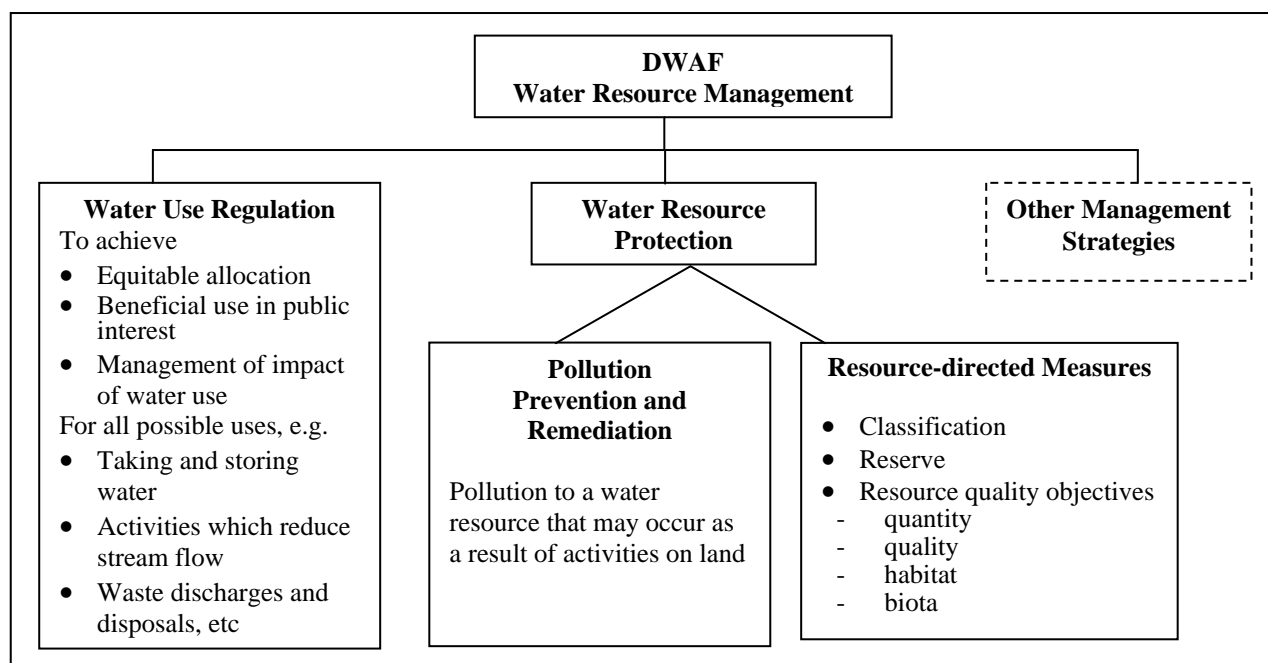 DWAF
Water Resource Management
Water Use Regulation
To achieve
• Equitable allocation
• Beneficial use in public
interest
• Management of impact
of water use
For all possible uses, e.g.
• Taking and storing
water
• Activities which reduce
stream flow
• Waste discharges and
disposals, etc
Water Resource
Protection
Pollution
Prevention and
Remediation
Pollution to a water
resource that may occur as
a result of activities on land
Resource-directed Measures
• Classification
• Reserve
• Resource quality objectives
- quantity
- quality
- habitat
- biota
Other Management
Strategies